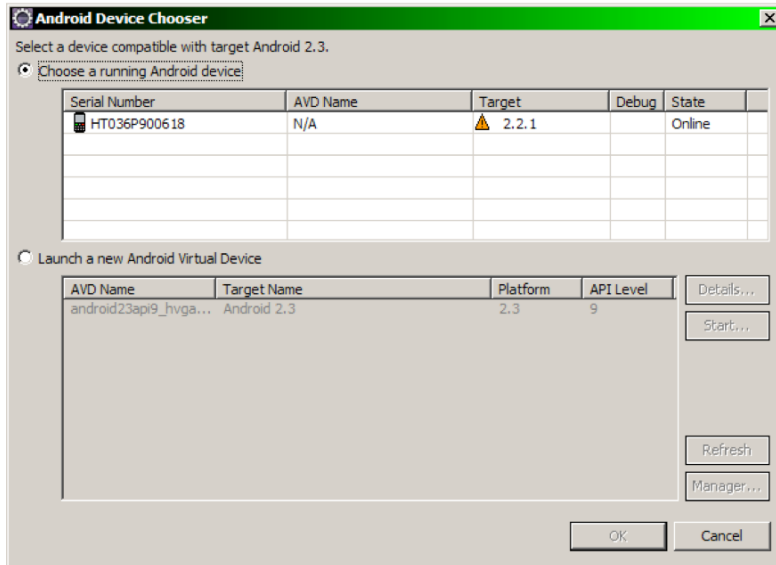 Android Device Chooser
Select a device compatible with target Android 2.3.
Choose a running Android device
Serial Number AVD Name Target Debug State
HT036P900618 N/A 2.2.1 Online
Launch a new Android Virtual Device
AVD Name Target Name Platform API Level
android23api9_hvga... Android 2.3 2.3 9
Details...
Start...
Refresh
Manager...
OK Cancel